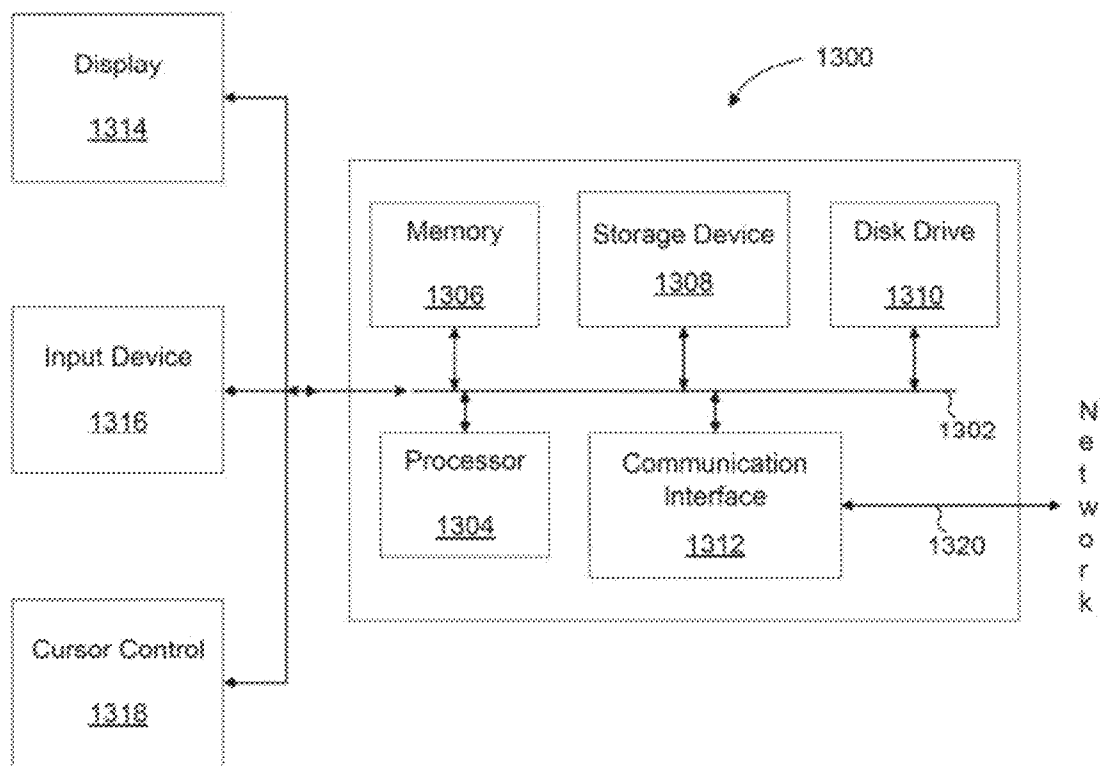 Display
1314
1300
Memory
1306
Storage Device
1308
Disk Drive
1310
Input Device
1316
1302
Processor
1304
Communication
Interface
1312
1320
Network
Cursor Control
1318